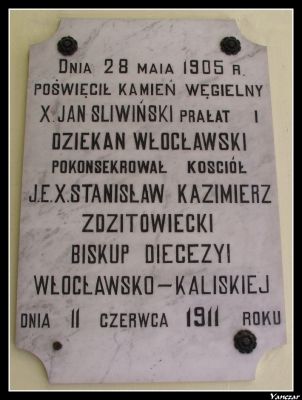 DNIA 28 MAIA 1905 R.
POŚWIĘCIŁ KAMIEŃ WĘGIELNY
X. JAN SLIWIŃSKI PRAŁAT I
DZIEKAN WŁOCŁAWSKI
POKONSEKROWAŁ KOSCIÓŁ
J.E.X. STANISŁAW KAZIMIERZ
ZDZITOWIECKI
BISKUP DIECEZYI
WŁOCŁAWSKO-KALISKIEJ
DNIA 11 CZERWCA 1911 ROKU
Yanczar